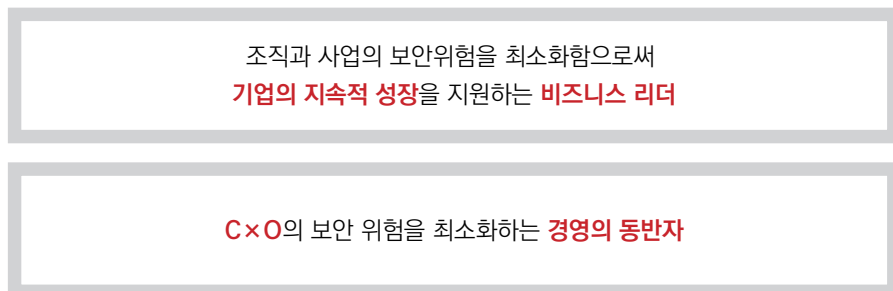 조직과 사업의 보안위험을 최소화함으로써
기업의 지속적 성장을 지원하는 비즈니스 리더
C×O의 보안 위험을 최소화하는 경영의 동반자